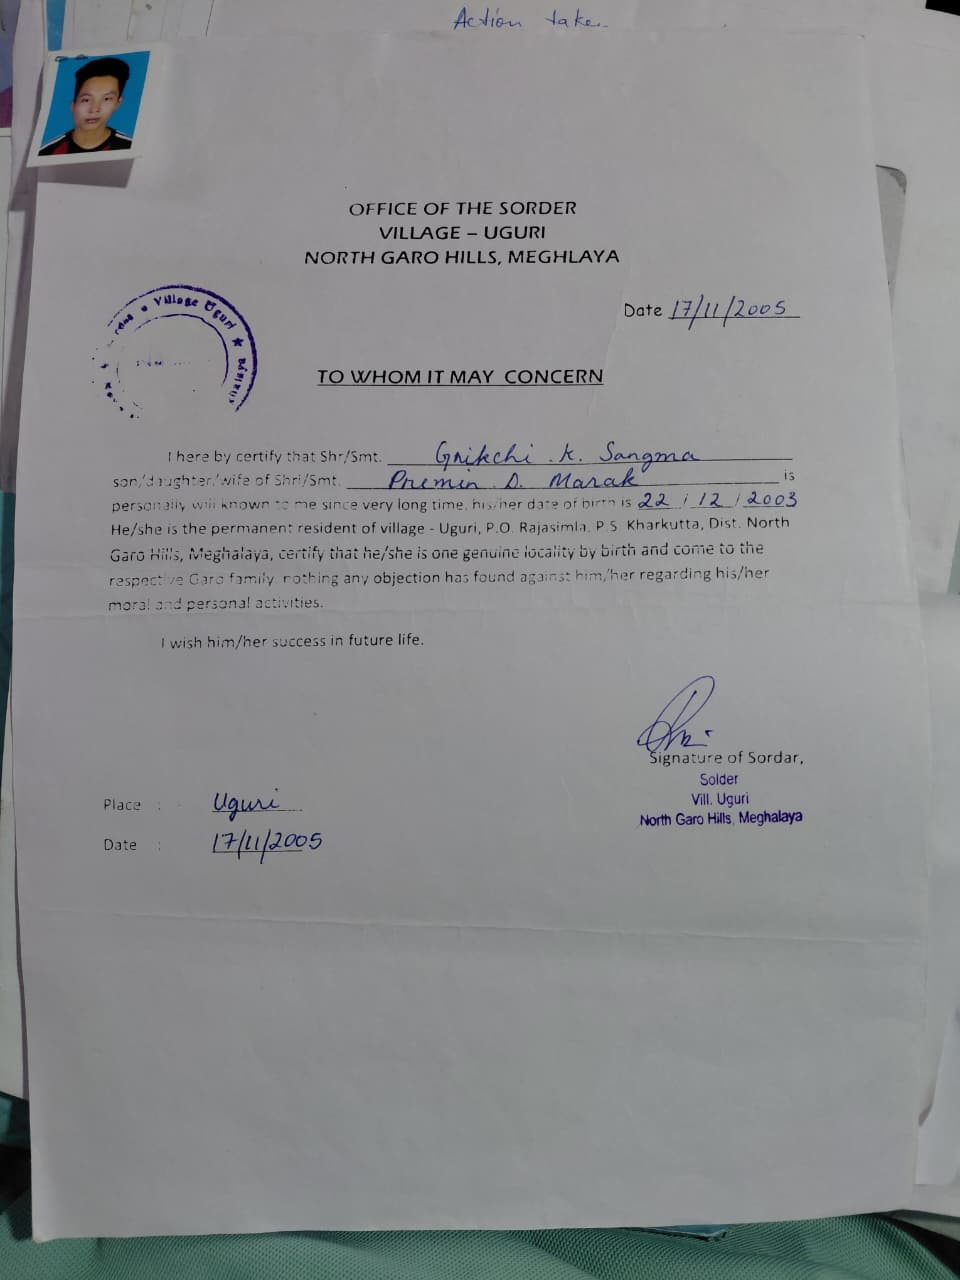 Action take
OFFICE OF THE SORDER
VILLAGE – UGURI
NORTH GARO HILLS, MEGHLAYA
Village Uguri ★
Date 17/11/2005
TO WHOM IT MAY CONCERN
I here by certify that Shr/Smt. Grikchi .K. Sangma
son/daughter/wife of Shri/Smt. Premin D. Marak is
personally will known to me since very long time, his/her date of birth is 22 / 12 / 2003
He/she is the permanent resident of village - Uguri, P.O. Rajasimla, P.S. Kharkutta, Dist. North
Garo Hills, Meghalaya, certify that he/she is one genuine locality by birth and come to the
respective Garo family, nothing any objection has found against him/her regarding his/her
moral and personal activities.
I wish him/her success in future life.
Signature of Sordar,
Solder
Vill. Uguri
North Garo Hills, Meghalaya
Place : Uguri
Date : 17/11/2005